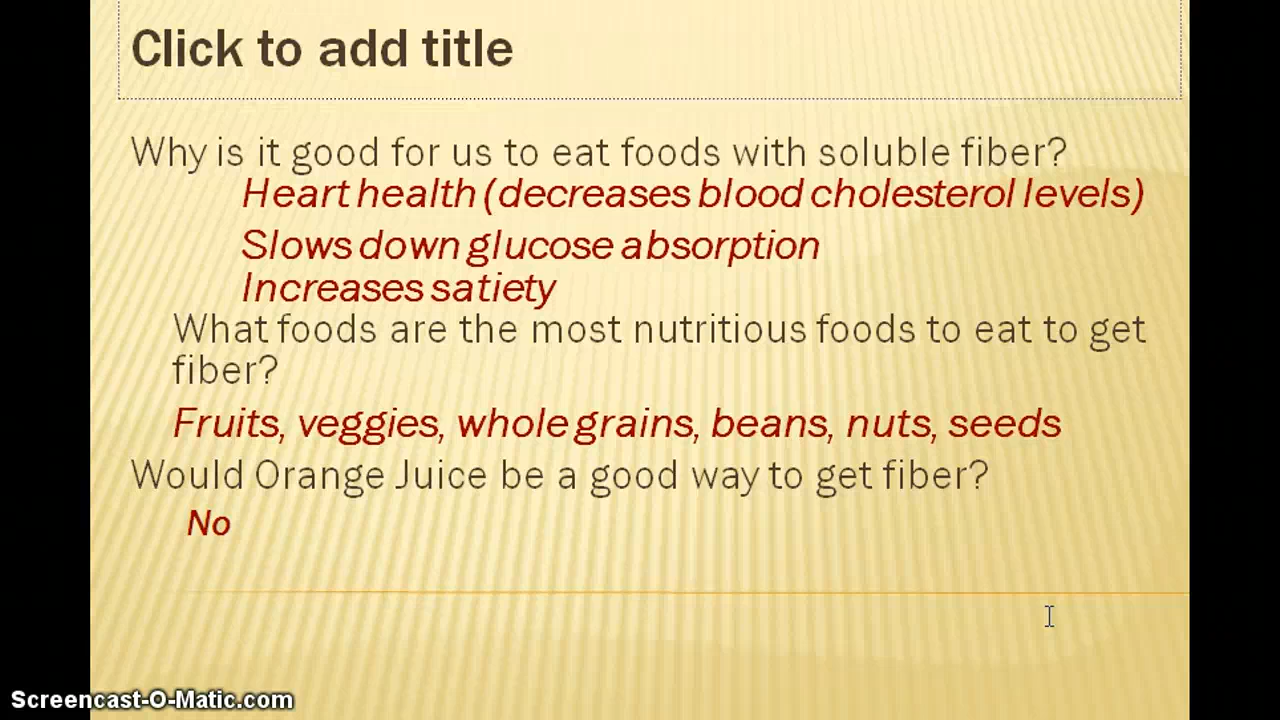 Click to add title
Why is it good for us to eat foods with soluble fiber?
Heart health (decreases blood cholesterol levels)
Slows down glucose absorption
Increases satiety
What foods are the most nutritious foods to eat to get
fiber?
Fruits, veggies, whole grains, beans, nuts, seeds
Would Orange Juice be a good way to get fiber?
No
Screencast-O-Matic.com